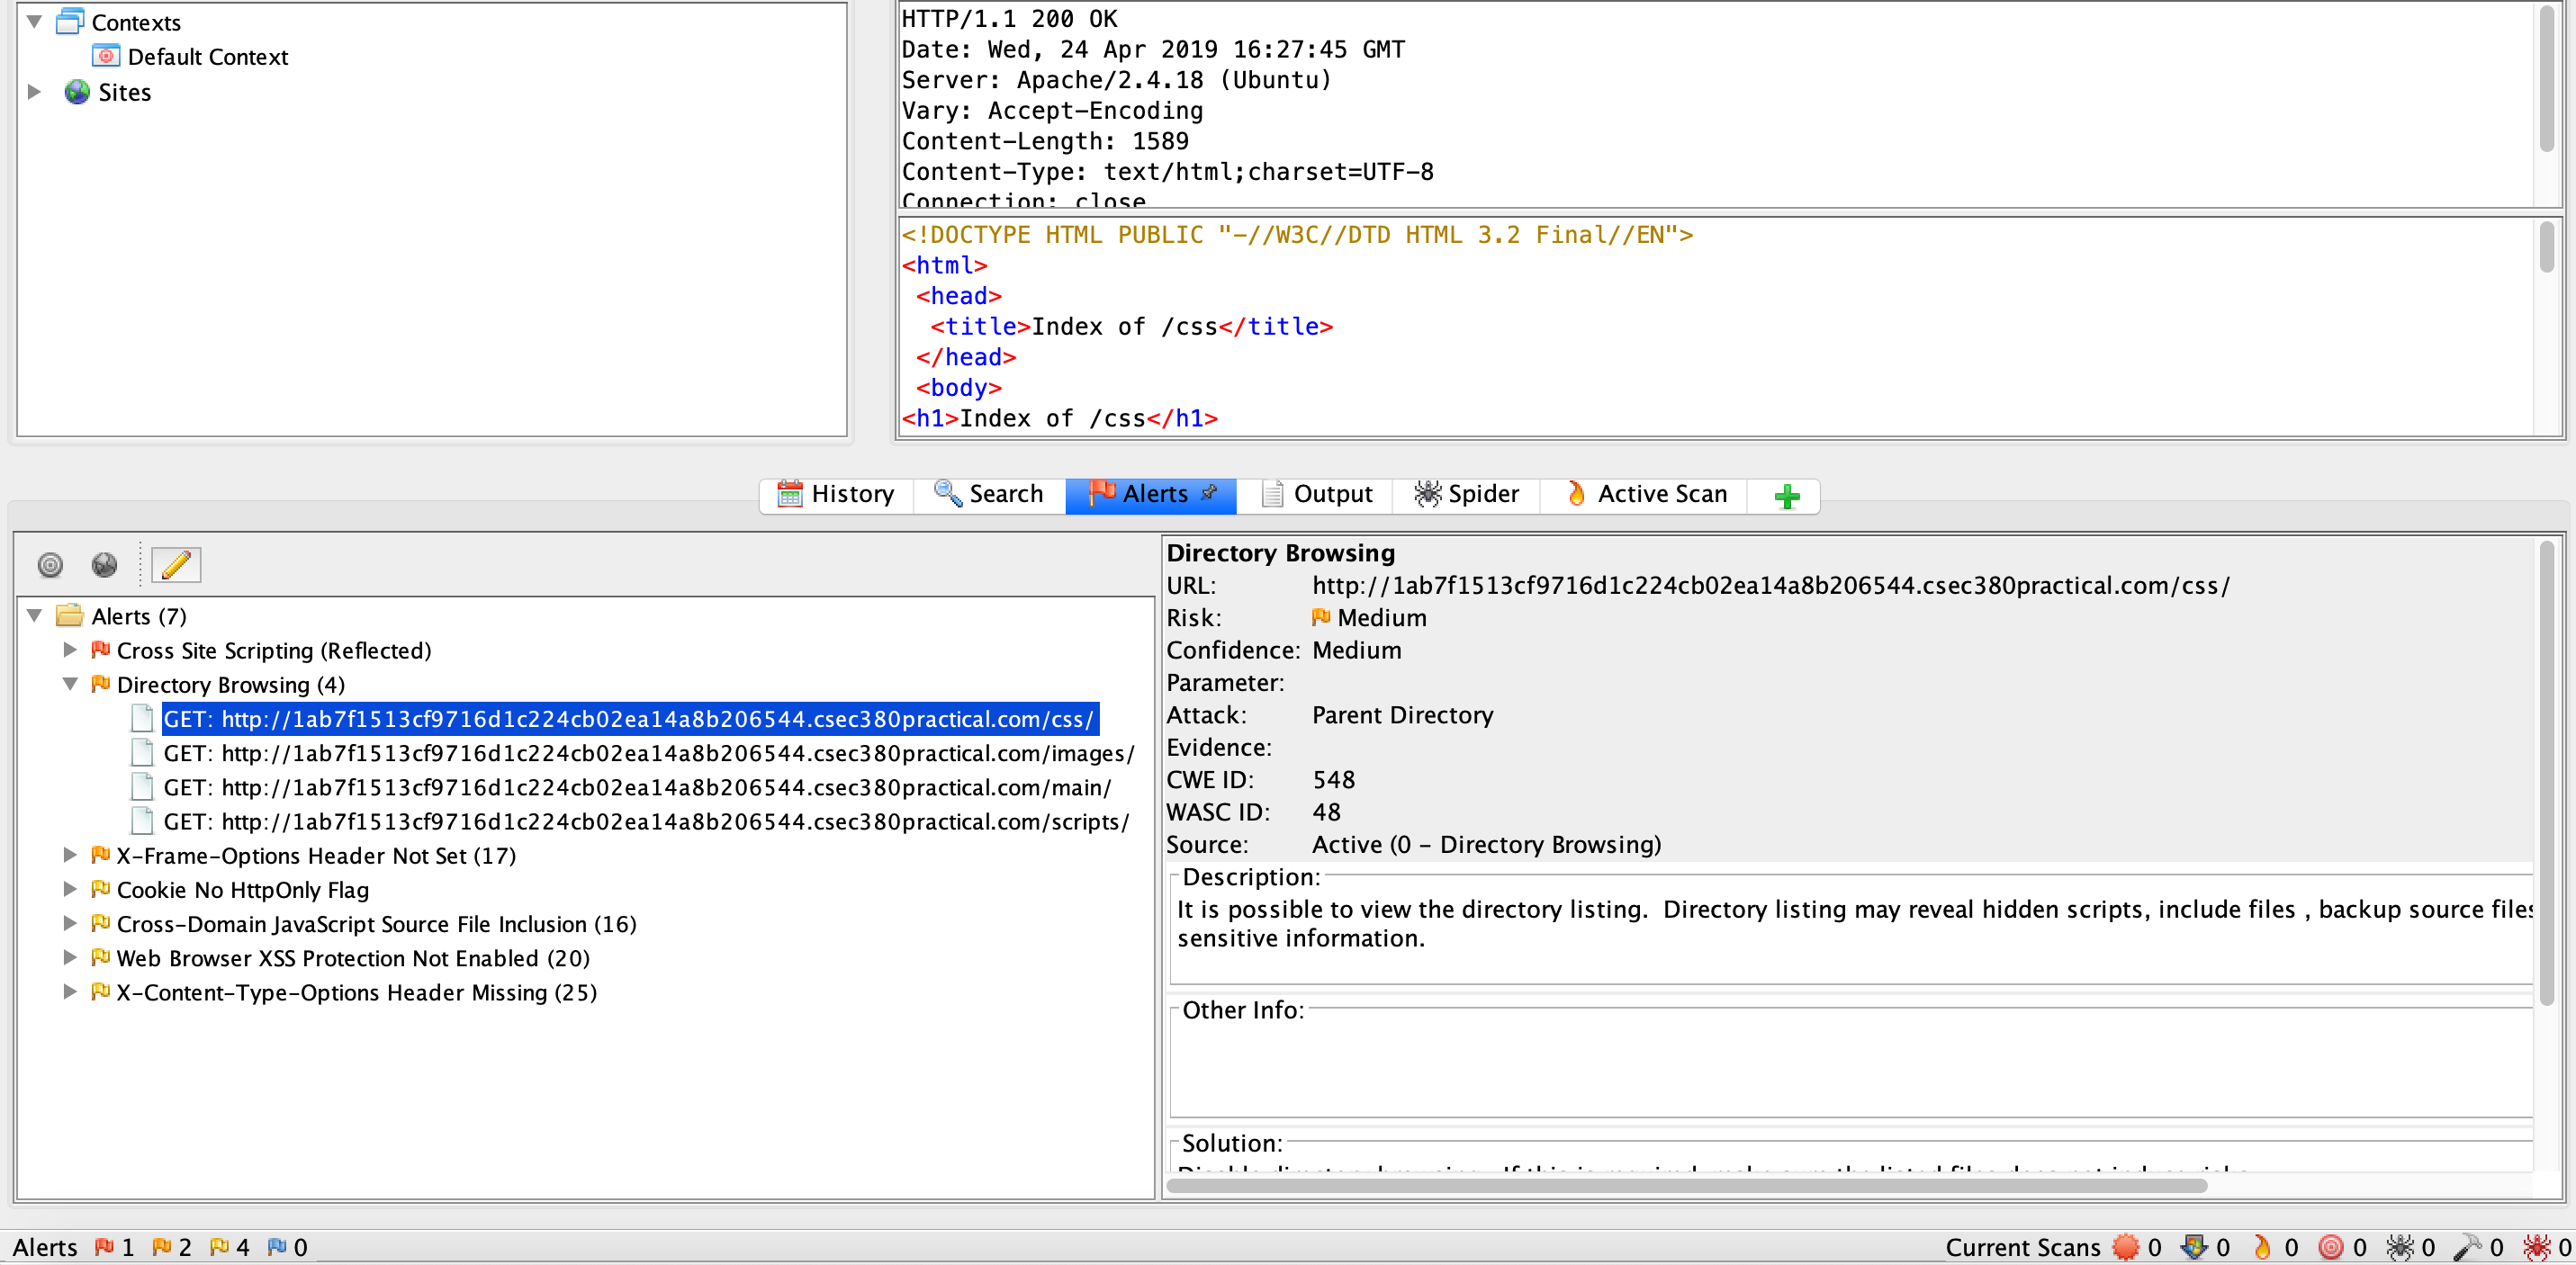 Contexts
Default Context
Sites
HTTP/1.1 200 OK
Date: Wed, 24 Apr 2019 16:27:45 GMT
Server: Apache/2.4.18 (Ubuntu)
Vary: Accept-Encoding
Content-Length: 1589
Content-Type: text/html;charset=UTF-8
Connection: close
<!DOCTYPE HTML PUBLIC "-//W3C//DTD HTML 3.2 Final//EN">
<html>
<head>
<title>Index of /css</title>
</head>
<body>
<h1>Index of /css</h1>
History Search Alerts Output Spider Active Scan
Alerts (7)
Cross Site Scripting (Reflected)
Directory Browsing (4)
GET: http://1ab7f1513cf9716d1c224cb02ea14a8b206544.csec380practical.com/css/
GET: http://1ab7f1513cf9716d1c224cb02ea14a8b206544.csec380practical.com/images/
GET: http://1ab7f1513cf9716d1c224cb02ea14a8b206544.csec380practical.com/main/
GET: http://1ab7f1513cf9716d1c224cb02ea14a8b206544.csec380practical.com/scripts/
X-Frame-Options Header Not Set (17)
Cookie No HttpOnly Flag
Cross-Domain JavaScript Source File Inclusion (16)
Web Browser XSS Protection Not Enabled (20)
X-Content-Type-Options Header Missing (25)
Directory Browsing
URL: http://1ab7f1513cf9716d1c224cb02ea14a8b206544.csec380practical.com/css/
Risk: Medium
Confidence: Medium
Parameter:
Attack: Parent Directory
Evidence:
CWE ID: 548
WASC ID: 48
Source: Active (0 - Directory Browsing)
Description:
It is possible to view the directory listing. Directory listing may reveal hidden scripts, include files , backup source files
sensitive information.
Other Info:
Solution:
Alerts 1 2 4 0
Current Scans 0 0 0 0 0 0 0